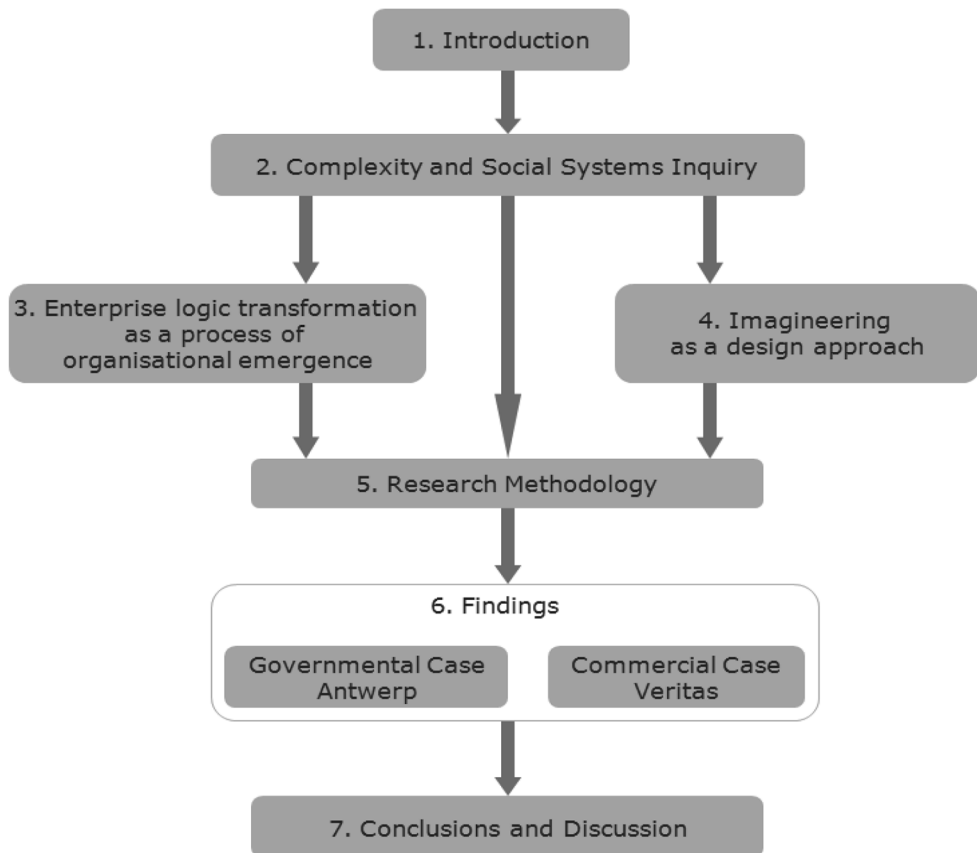 1. Introduction
2. Complexity and Social Systems Inquiry
3. Enterprise logic transformation
as a process of
organisational emergence
4. Imagineering
as a design approach
5. Research Methodology
6. Findings
Governmental Case
Antwerp
Commercial Case
Veritas
7. Conclusions and Discussion